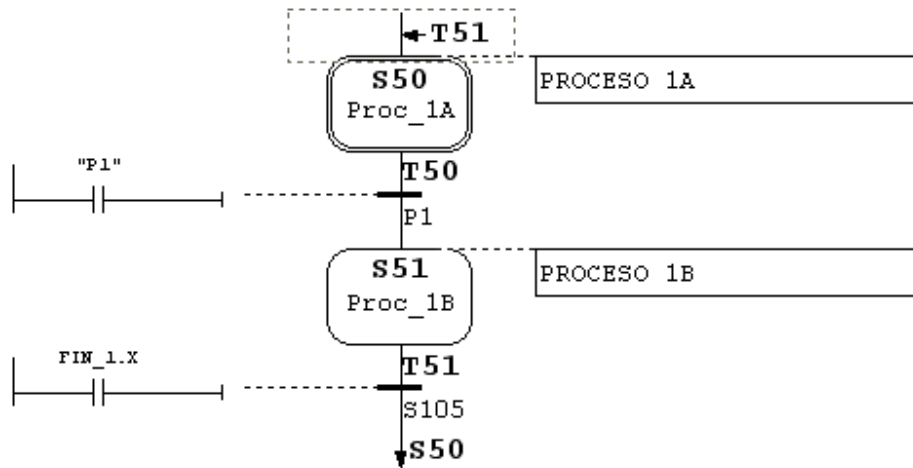 T51
S50
Proc_1A
PROCESO 1A
T50
"P1"
P1
S51
Proc_1B
PROCESO 1B
T51
FIN_1.X
S105
S50